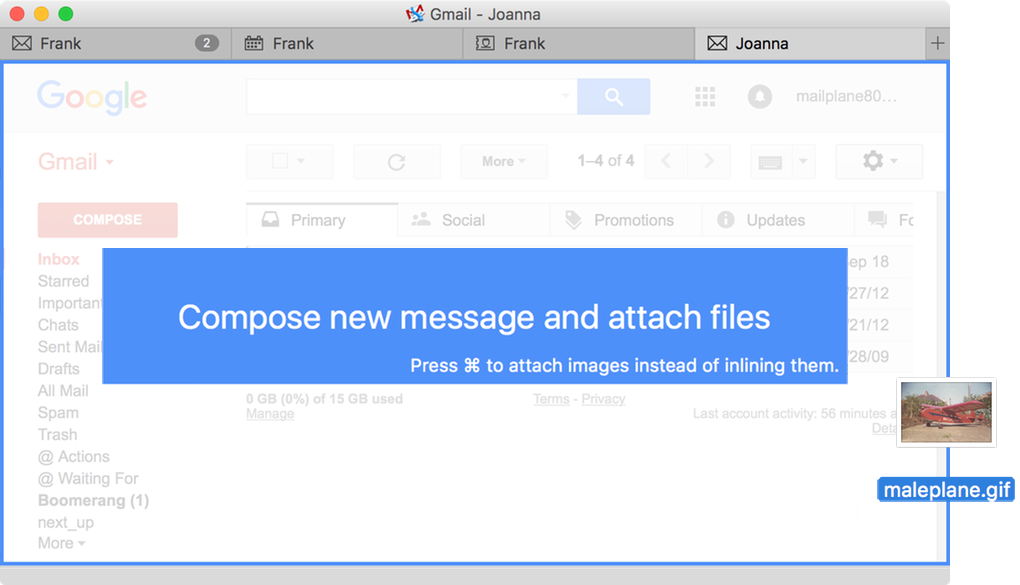 Gmail - Joanna
Frank 2 Frank Frank Joanna
Google
mailplane80...
Gmail
More
1–4 of 4
COMPOSE
Primary Social Promotions Updates Fo
Inbox
ep 18
Starred
Important
/27/12
Chats
/21/12
Sent Mail
/28/09
Drafts
Compose new message and attach files
Press ⌘ to attach images instead of inlining them.
All Mail
0 GB (0%) of 15 GB used
Manage
Terms - Privacy
Last account activity: 56 minutes a
Deta
Spam
Trash
@ Actions
@ Waiting For
Boomerang (1)
next_up
More
maleplane.gif